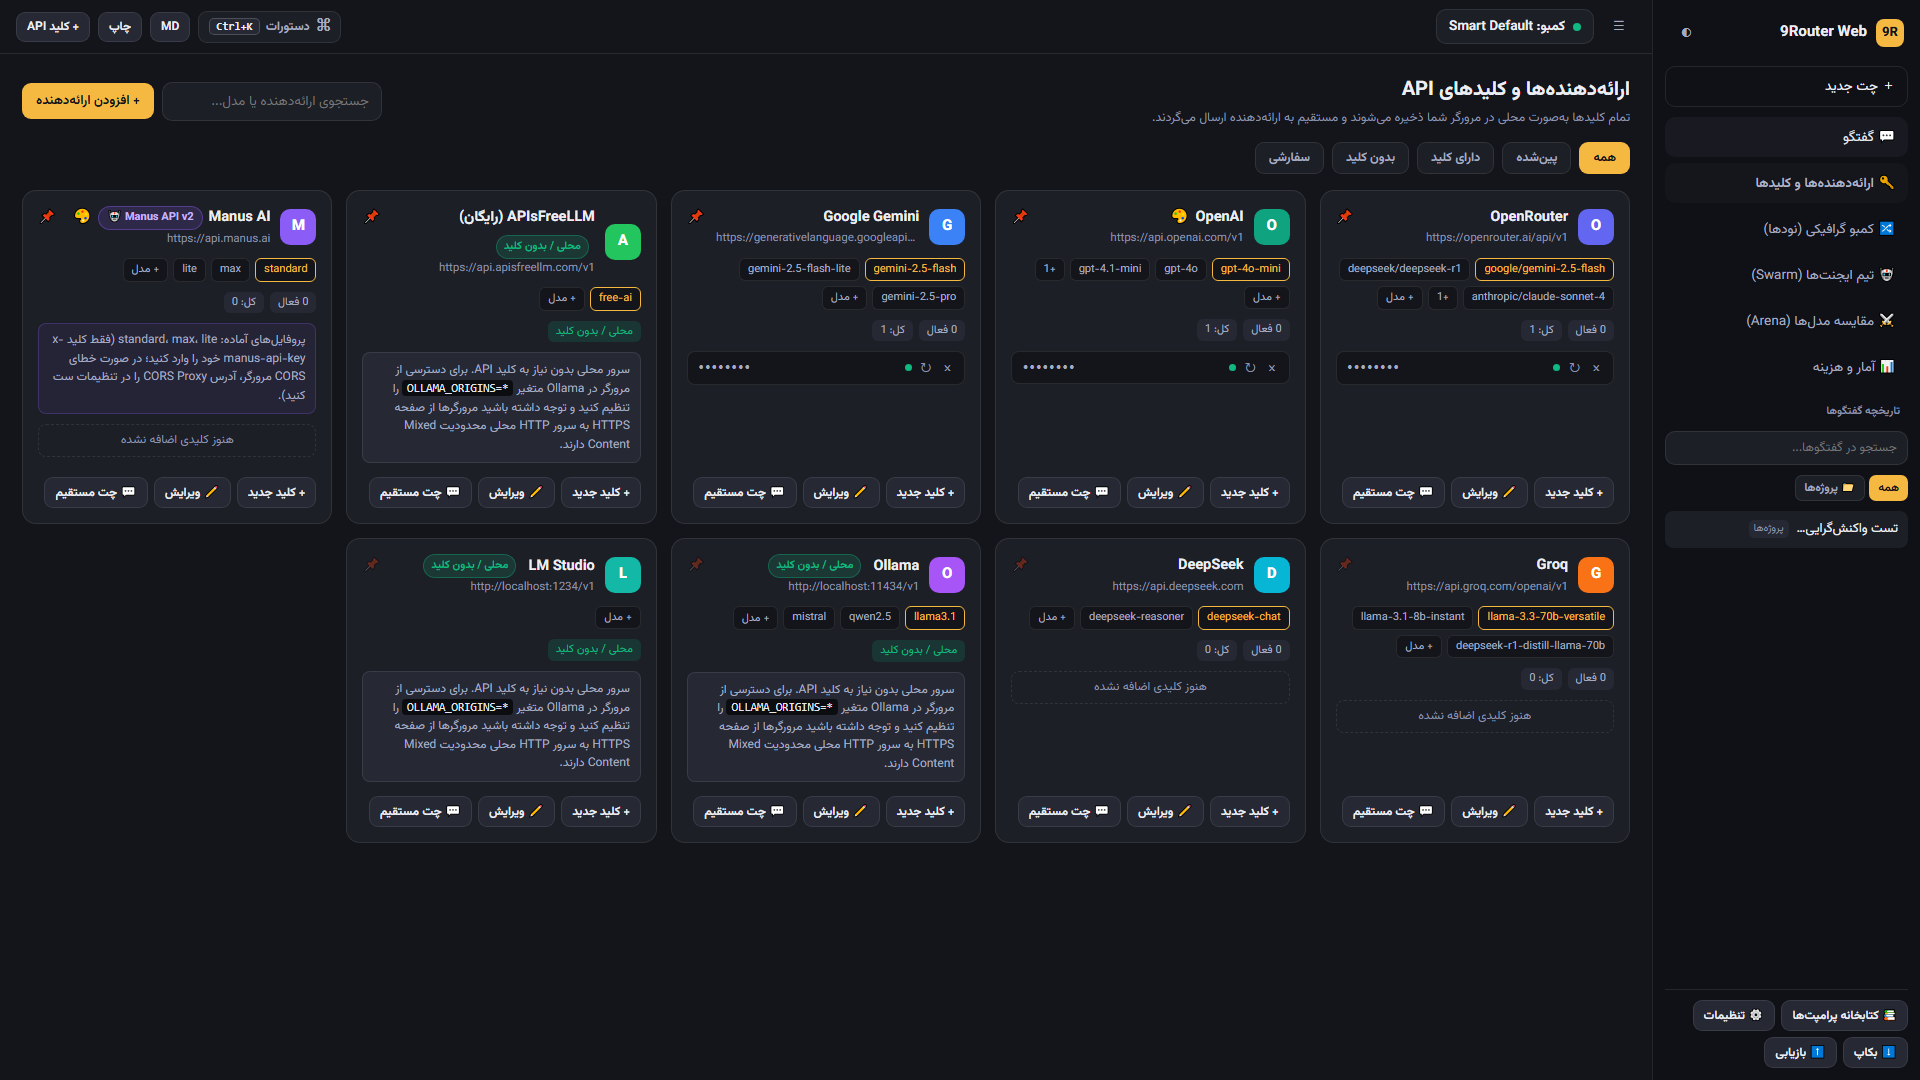 9R 9Router Web
+ چت جدید
گفتگو
ارائه‌دهنده‌ها و کلیدها
کمبو گرافیکی (نودها)
تیم ایجنت‌ها (Swarm)
مقایسه مدل‌ها (Arena)
آمار و هزینه
تاریخچه گفتگوها
جستجو در گفتگوها...
همه پروژه‌ها
تست واکنش‌گرایی... پروژه‌ها
کتابخانه پرامپت‌ها تنظیمات
بکاپ بازیابی
کمبو: Smart Default
⌘ دستورات Ctrl+K MD چاپ + کلید API
ارائه‌دهنده‌ها و کلیدهای API
تمام کلیدها به‌صورت محلی در مرورگر شما ذخیره می‌شوند و مستقیم به ارائه‌دهنده ارسال می‌گردند.
جستجوی ارائه‌دهنده یا مدل... + افزودن ارائه‌دهنده
همه پین‌شده دارای کلید بدون کلید سفارشی
O OpenRouter
https://openrouter.ai/api/v1
google/gemini-2.5-flash deepseek/deepseek-r1
anthropic/claude-sonnet-4 +1 + مدل
0 فعال کل: 1
••••••••
+ کلید جدید ویرایش چت مستقیم
O OpenAI
https://api.openai.com/v1
gpt-4o-mini gpt-4o gpt-4.1-mini +1
+ مدل
0 فعال کل: 1
••••••••
+ کلید جدید ویرایش چت مستقیم
G Google Gemini
https://generativelanguage.googleapi...
gemini-2.5-flash gemini-2.5-flash-lite
gemini-2.5-pro + مدل
0 فعال کل: 1
••••••••
+ کلید جدید ویرایش چت مستقیم
A APIsFreeLLM (رایگان)
محلی / بدون کلید
https://api.apisfreellm.com/v1
free-ai + مدل
محلی / بدون کلید
سرور محلی بدون نیاز به کلید API. برای دسترسی از
مرورگر در Ollama متغیر OLLAMA_ORIGINS=* را
تنظیم کنید و توجه داشته باشید مرورگرها از صفحه
HTTPS به سرور HTTP محلی محدودیت Mixed
Content دارند.
+ کلید جدید ویرایش چت مستقیم
M Manus AI Manus API v2
https://api.manus.ai
standard max lite + مدل
0 فعال کل: 0
پروفایل‌های آماده: standard، max، lite (فقط کلید x-
manus-api-key خود را وارد کنید؛ در صورت خطای
CORS مرورگر، آدرس CORS Proxy را در تنظیمات ست
کنید).
هنوز کلیدی اضافه نشده
+ کلید جدید ویرایش چت مستقیم
G Groq
https://api.groq.com/openai/v1
llama-3.3-70b-versatile llama-3.1-8b-instant
deepseek-r1-distill-llama-70b + مدل
0 فعال کل: 0
هنوز کلیدی اضافه نشده
+ کلید جدید ویرایش چت مستقیم
D DeepSeek
https://api.deepseek.com
deepseek-chat deepseek-reasoner + مدل
0 فعال کل: 0
هنوز کلیدی اضافه نشده
+ کلید جدید ویرایش چت مستقیم
O Ollama محلی / بدون کلید
http://localhost:11434/v1
llama3.1 qwen2.5 mistral + مدل
محلی / بدون کلید
سرور محلی بدون نیاز به کلید API. برای دسترسی از
مرورگر در Ollama متغیر OLLAMA_ORIGINS=* را
تنظیم کنید و توجه داشته باشید مرورگرها از صفحه
HTTPS به سرور HTTP محلی محدودیت Mixed
Content دارند.
+ کلید جدید ویرایش چت مستقیم
L LM Studio محلی / بدون کلید
http://localhost:1234/v1
+ مدل
محلی / بدون کلید
سرور محلی بدون نیاز به کلید API. برای دسترسی از
مرورگر در Ollama متغیر OLLAMA_ORIGINS=* را
تنظیم کنید و توجه داشته باشید مرورگرها از صفحه
HTTPS به سرور HTTP محلی محدودیت Mixed
Content دارند.
+ کلید جدید ویرایش چت مستقیم